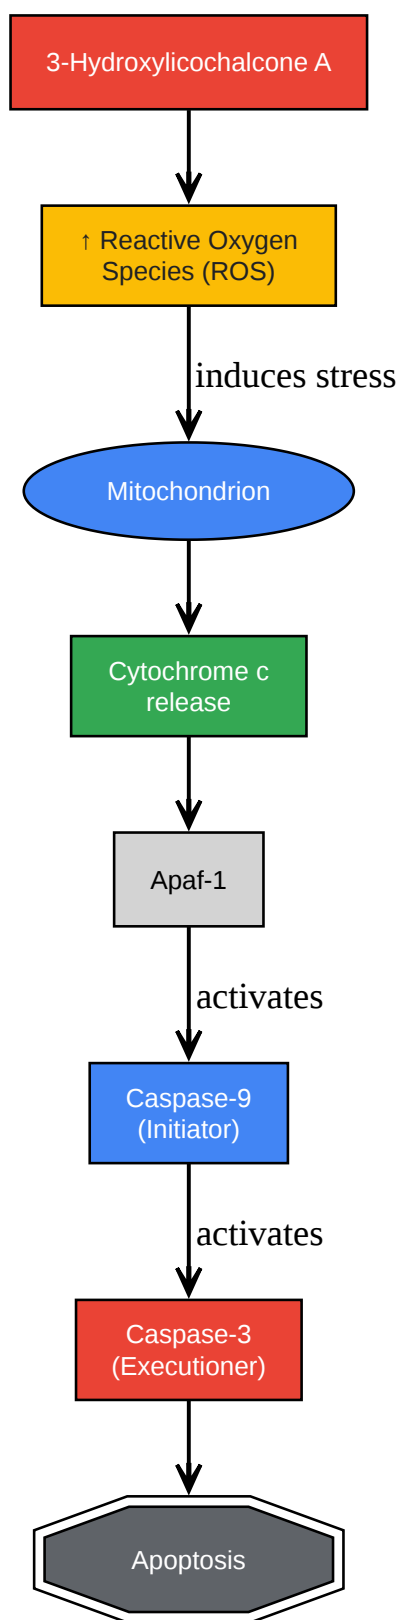 3-Hydroxylicochalcone A
↑ Reactive Oxygen
Species (ROS)
induces stress
Mitochondrion
Cytochrome c
release
Apaf-1
activates
Caspase-9
(Initiator)
activates
Caspase-3
(Executioner)
Apoptosis